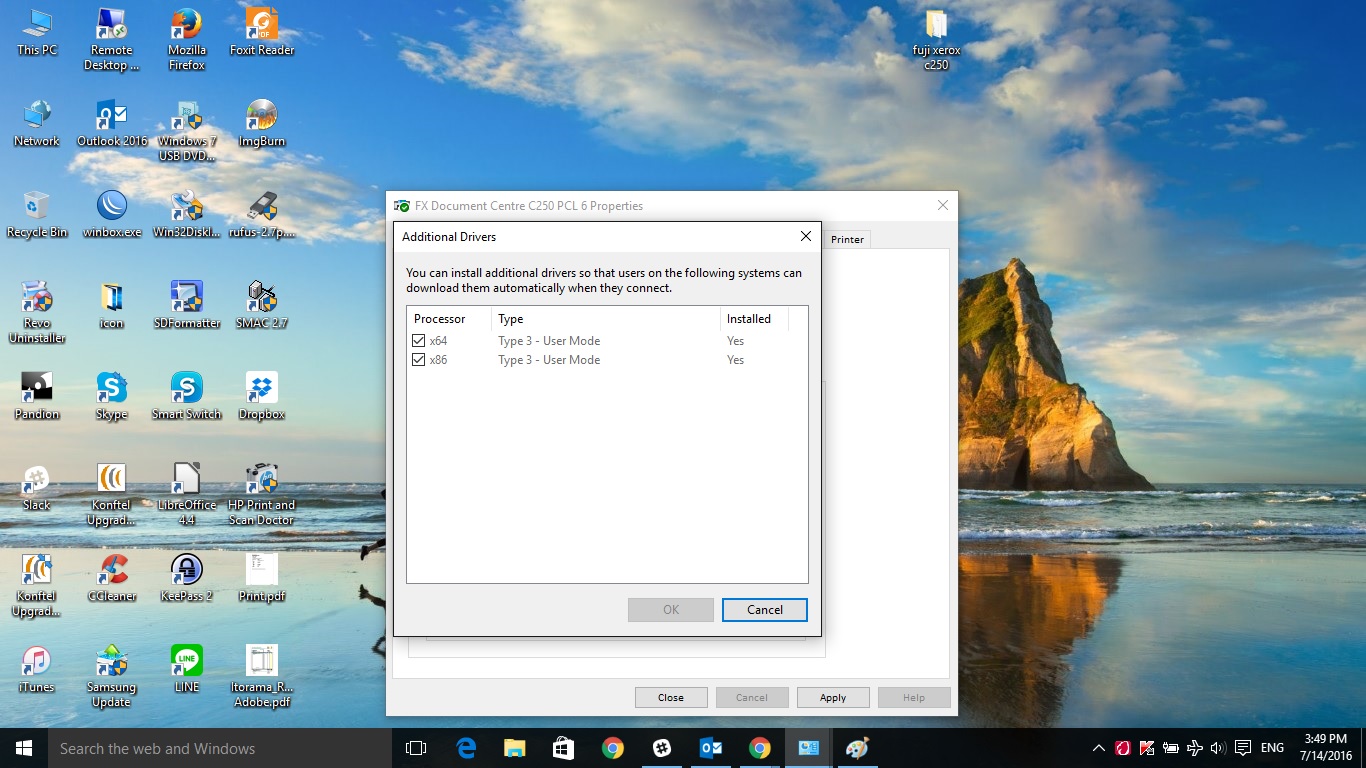 This PC
Remote
Desktop ...
Mozilla
Firefox
Foxit Reader
fuji xerox
c250
Network
Outlook 2016
Windows 7
USB DVD...
ImgBurn
Recycle Bin
winbox.exe
Win32DiskI...
rufus-2.7p....
Revo
Uninstaller
icon
SDFormatter
SMAC 2.7
Pandion
Skype
Smart Switch
Dropbox
Slack
Konftel
Upgrad...
LibreOffice
4.4
HP Print and
Scan Doctor
Konftel
Upgrad...
CCleaner
KeePass 2
Print.pdf
iTunes
Samsung
Update
LINE
Itorama_R...
Adobe.pdf
FX Document Centre C250 PCL 6 Properties
Printer
Additional Drivers
You can install additional drivers so that users on the following systems can
download them automatically when they connect.
Processor Type Installed
x64 Type 3 - User Mode Yes
x86 Type 3 - User Mode Yes
OK Cancel
Close Cancel Apply Help
Search the web and Windows
ENG
3:49 PM
7/14/2016